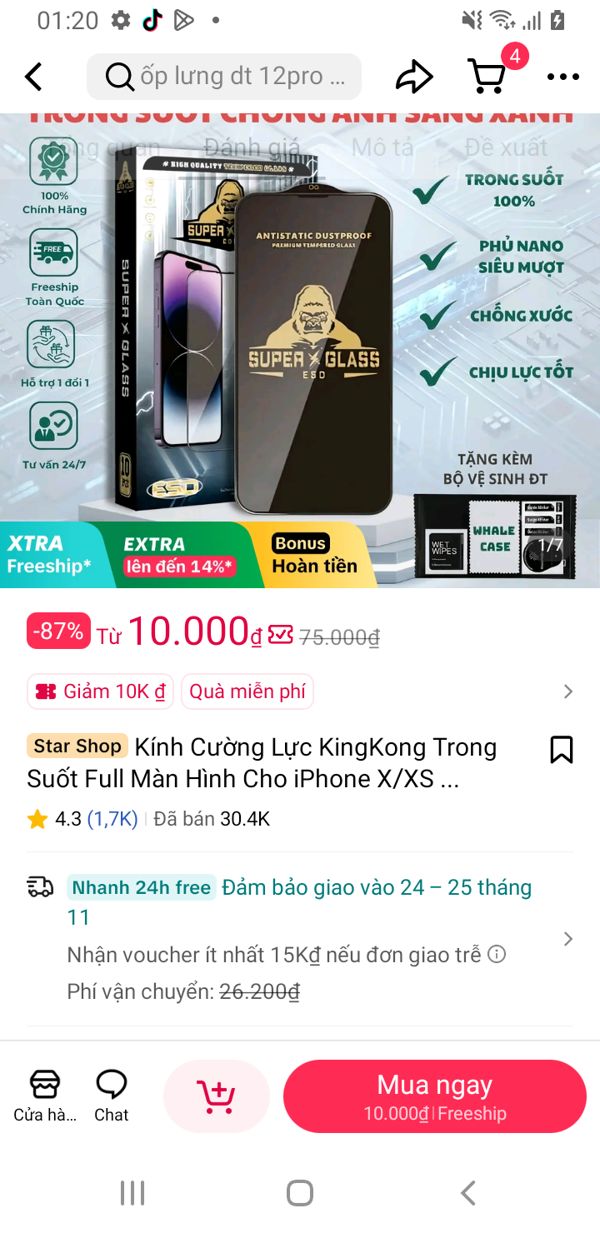 01:20
ốp lưng dt 12pro ...
4
TRONG SUỐT CHỐNG ÁNH SÁNG XANH
Đánh giá
Mô tả
Đề xuất
100%
Chính Hãng
FREE
Freeship
Toàn Quốc
Hỗ trợ 1 đổi 1
Tư vấn 24/7
# HIGH QUALITY TEMPERED GLASS #
SUPER
SUPER X GLASS
ESD
ANTISTATIC DUSTPROOF
PREMIUM TEMPERED GLASS
SUPER X GLASS
ESD
TRONG SUỐT
100%
PHỦ NANO
SIÊU MƯỢT
CHỐNG XƯỚC
CHỊU LỰC TỐT
TẶNG KÈM
BỘ VỆ SINH ĐT
WET
WIPES
WHALE
CASE
1/7
XTRA
Freeship*
EXTRA
lên đến 14%*
Bonus
Hoàn tiền
-87% Từ 10.000₫ 75.000₫
Giảm 10K ₫
Quà miễn phí
Star Shop Kính Cường Lực KingKong Trong
Suốt Full Màn Hình Cho iPhone X/XS ...
4.3 (1,7K) Đã bán 30.4K
Nhanh 24h free Đảm bảo giao vào 24 – 25 tháng
11
Nhận voucher ít nhất 15K₫ nếu đơn giao trễ
Phí vận chuyển: 26.200₫
Cửa hà...
Chat
Mua ngay
10.000₫ | Freeship